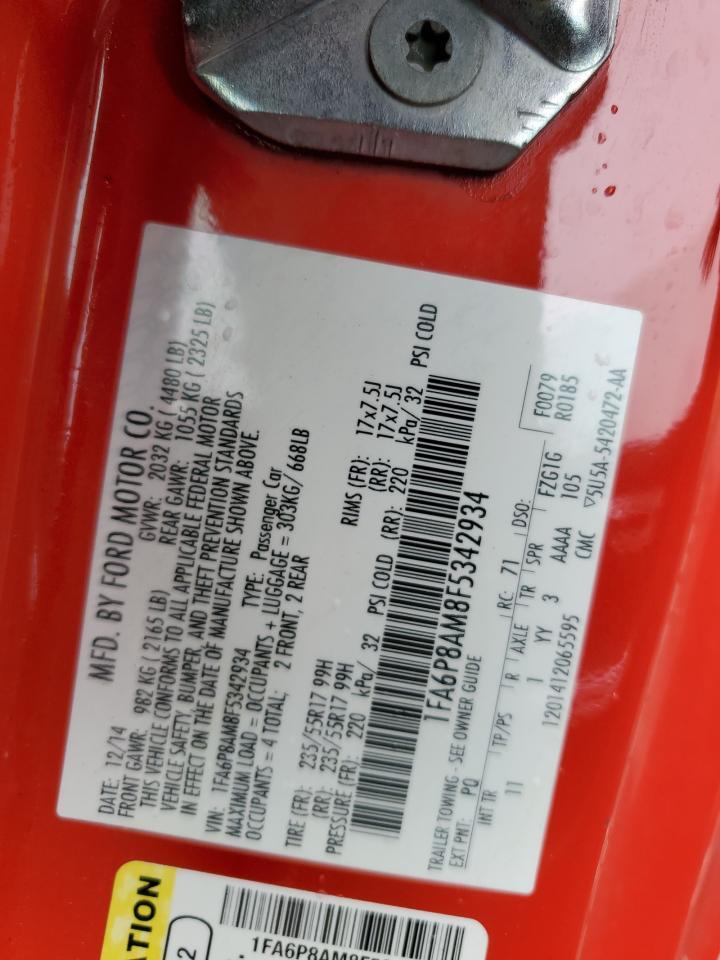 MFD. BY FORD MOTOR CO.
DATE: 12/14 GVWR: 2032 KG ( 4480 LB)
FRONT GAWR: 982 KG ( 2165 LB) REAR GAWR: 1055 KG ( 2325 LB)
THIS VEHICLE CONFORMS TO ALL APPLICABLE FEDERAL MOTOR
VEHICLE SAFETY, BUMPER, AND THEFT PREVENTION STANDARDS
IN EFFECT ON THE DATE OF MANUFACTURE SHOWN ABOVE.
VIN: 1FA6P8AM8F5342934 TYPE: Passenger Car
MAXIMUM LOAD = OCCUPANTS + LUGGAGE = 303KG/ 668LB
OCCUPANTS = 4 TOTAL; 2 FRONT, 2 REAR
TIRE (FR): 235/55R17 99H RIMS (FR): 17x7.5J
(RR): 235/55R17 99H (RR): 17x7.5J
PRESSURE (FR): 220 kPa/ 32 PSI COLD (RR): 220 kPa/ 32 PSI COLD
1FA6P8AM8F5342934
TRAILER TOWING - SEE OWNER GUIDE
EXT PNT: PQ RC: 71 DSO: F0079
R0185
INT TR TP/PS R AXLE TR SPR FZG1G
11 1 YY 3 AAAA 105
1201412065595 CMC ▽5U5A-5420472-AA
ATION
2
1FA6P8AM8F5